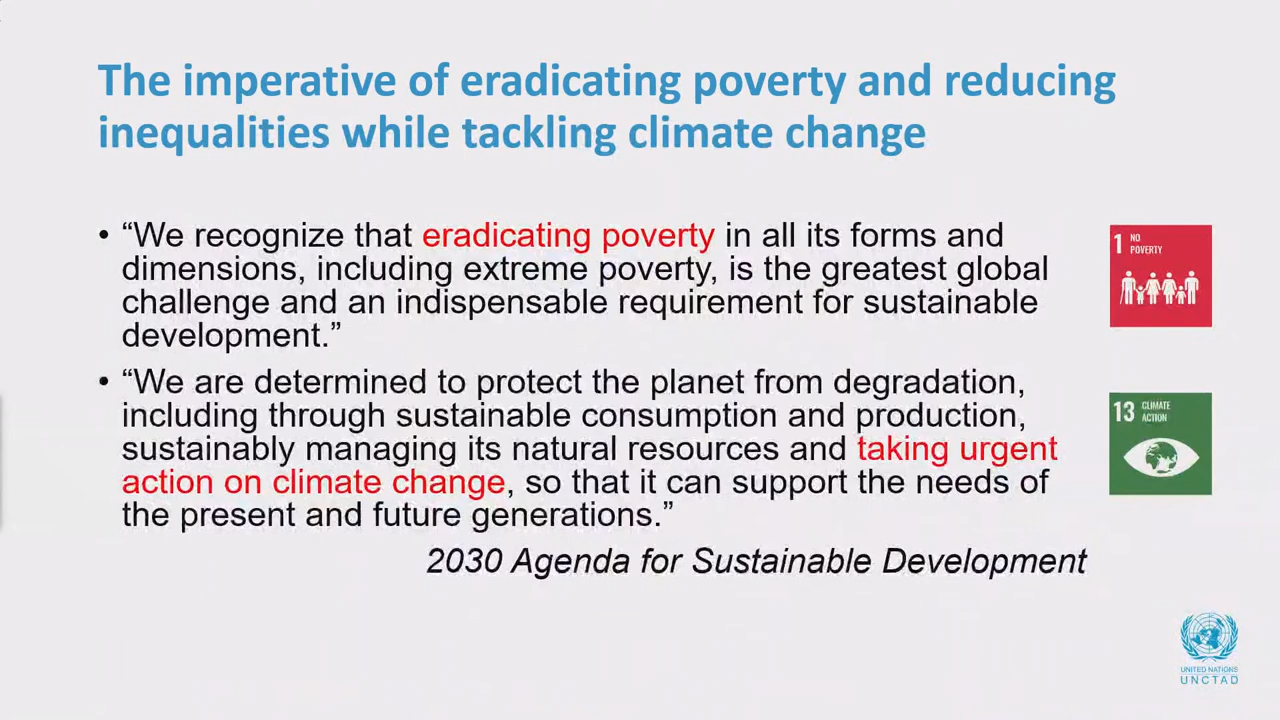 The imperative of eradicating poverty and reducing
inequalities while tackling climate change
• “We recognize that eradicating poverty in all its forms and
dimensions, including extreme poverty, is the greatest global
challenge and an indispensable requirement for sustainable
development.”
1 NO
POVERTY
• “We are determined to protect the planet from degradation,
including through sustainable consumption and production,
sustainably managing its natural resources and taking urgent
action on climate change, so that it can support the needs of
the present and future generations.”
13 CLIMATE
ACTION
2030 Agenda for Sustainable Development
UNITED NATIONS
UNCTAD